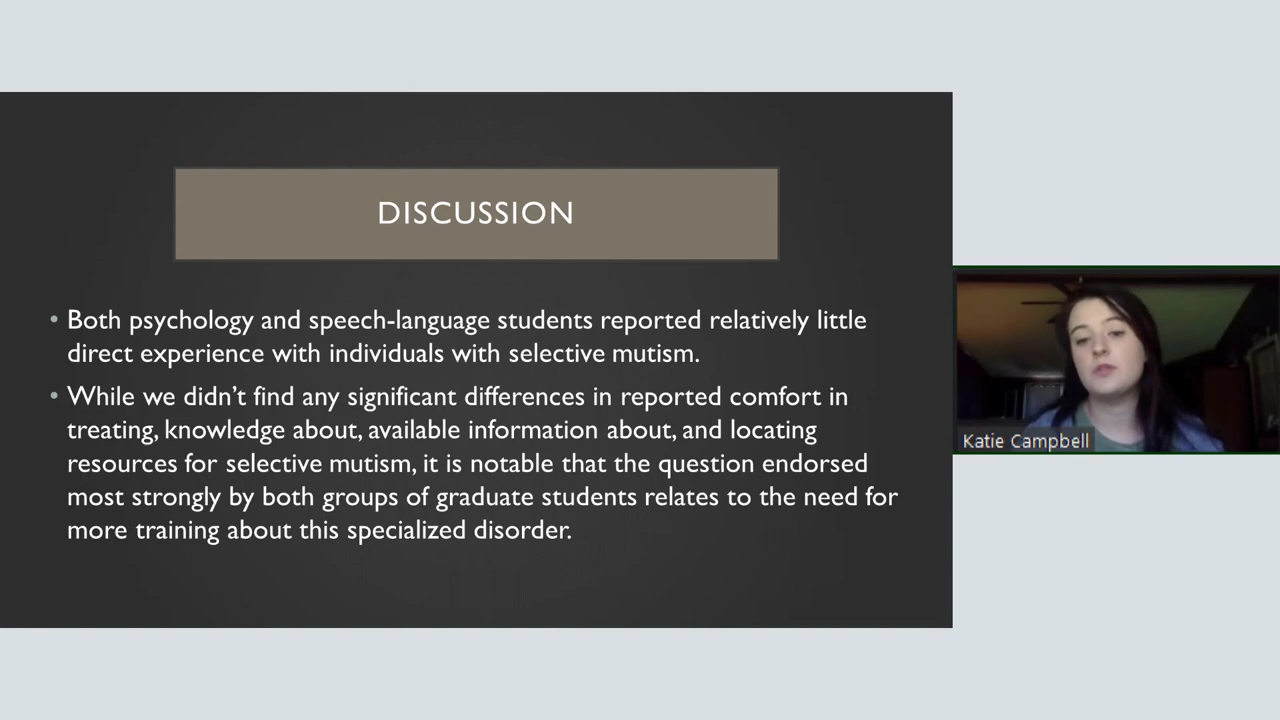 DISCUSSION
• Both psychology and speech-language students reported relatively little
direct experience with individuals with selective mutism.
• While we didn’t find any significant differences in reported comfort in
treating, knowledge about, available information about, and locating
resources for selective mutism, it is notable that the question endorsed
most strongly by both groups of graduate students relates to the need for
more training about this specialized disorder.
Katie Campbell